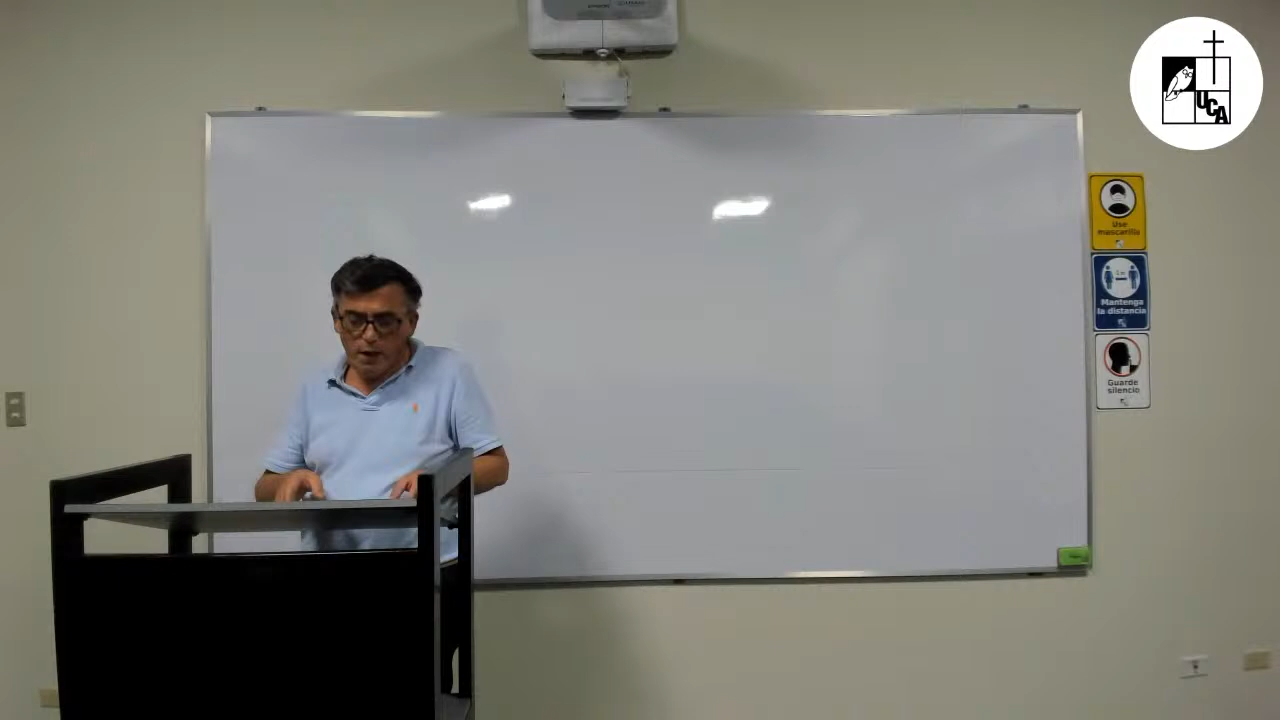 UCA
Use
mascarilla
Mantenga
la distancia
Guarde
silencio